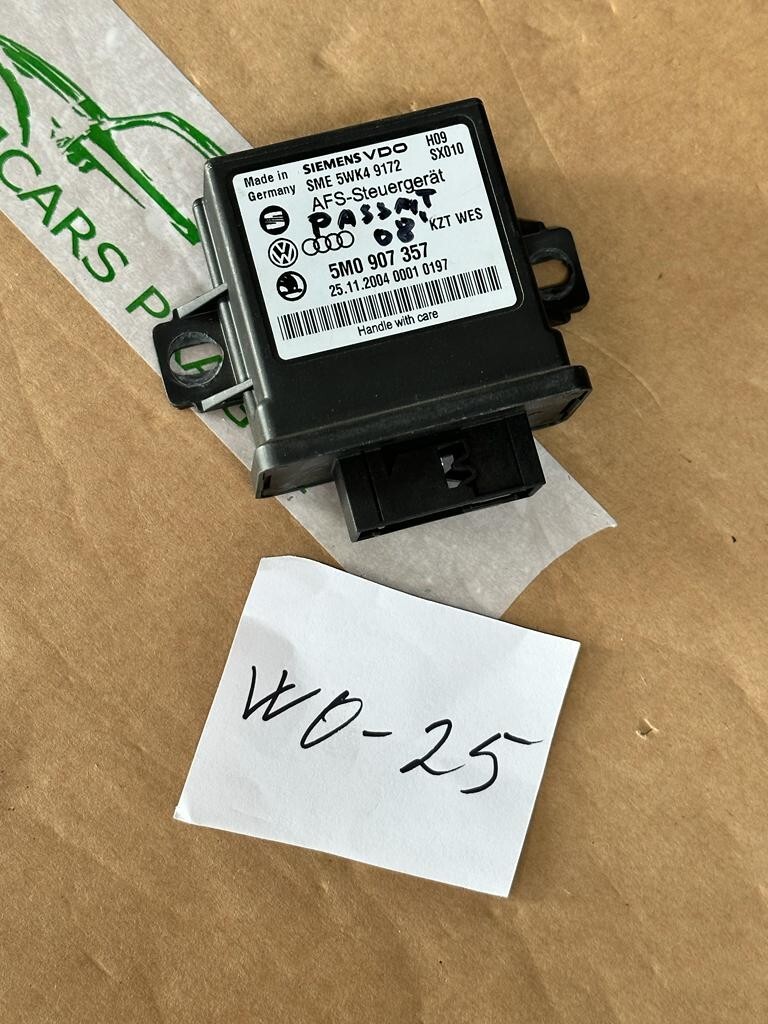 CARS P
Made in Germany
SIEMENS VDO
SME 5WK4 9172
H09
SX010
AFS-Steuergerät
PASSAT
08'
KZT WES
5M0 907 357
25.11.2004 0001 0197
Handle with care
WO-25